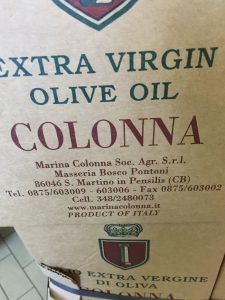 EXTRA VIRGIN
OLIVE OIL
COLONNA
Marina Colonna Soc. Agr. S.r.l.
Masseria Bosco Pontoni
86046 S. Martino in Pensilis (CB)
Tel. 0875/603009 - 603006 - Fax 0875/603002
Cell. 348/2480073
www.marinacolonna.it
PRODUCT OF ITALY
EXTRA VERGINE
DI OLIVA
COLONNA